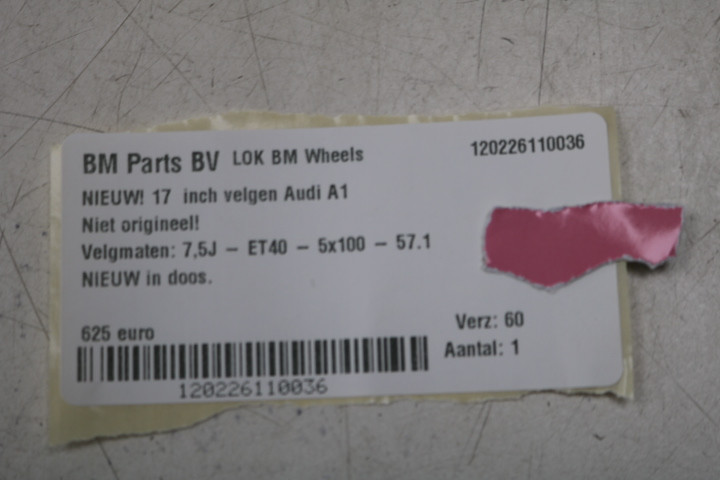 BM Parts BV LOK BM Wheels 120226110036
NIEUW! 17 inch velgen Audi A1
Niet origineel!
Velgmaten: 7,5J – ET40 – 5x100 – 57.1
NIEUW in doos.
625 euro Verz: 60
Aantal: 1
120226110036